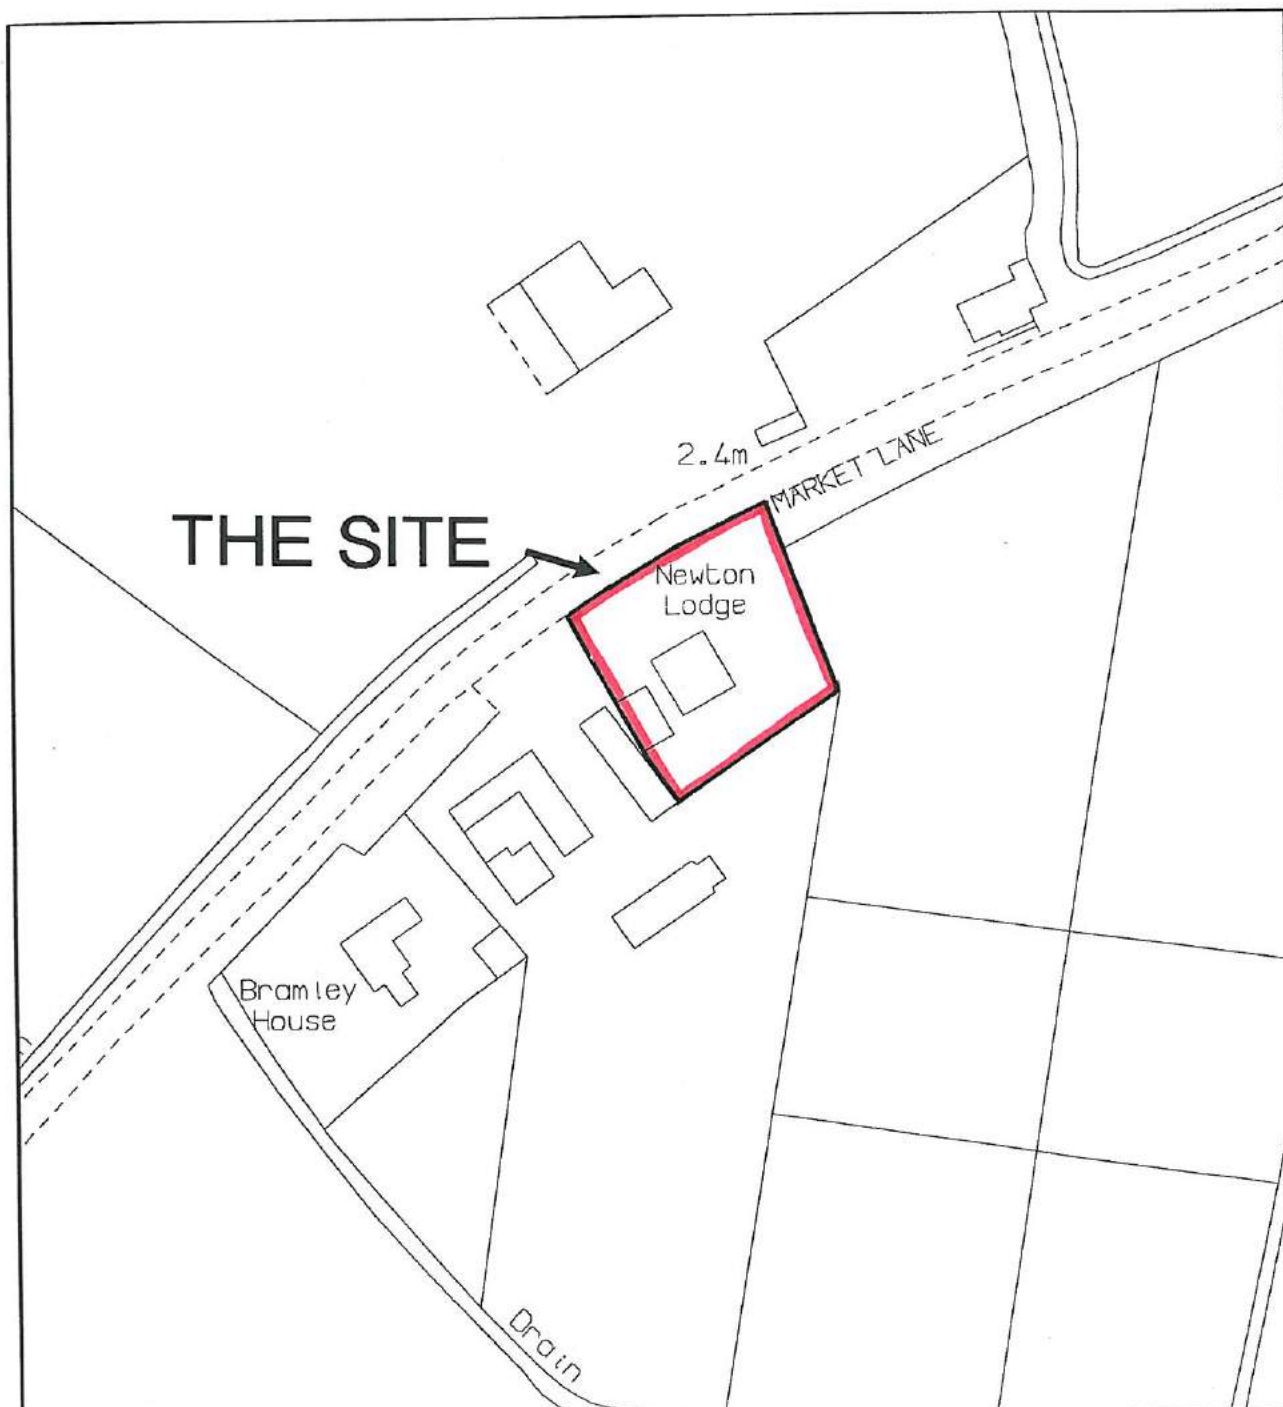 2.4m
MARKET LANE
THE SITE
Newton
Lodge
Bramley
House
Drain